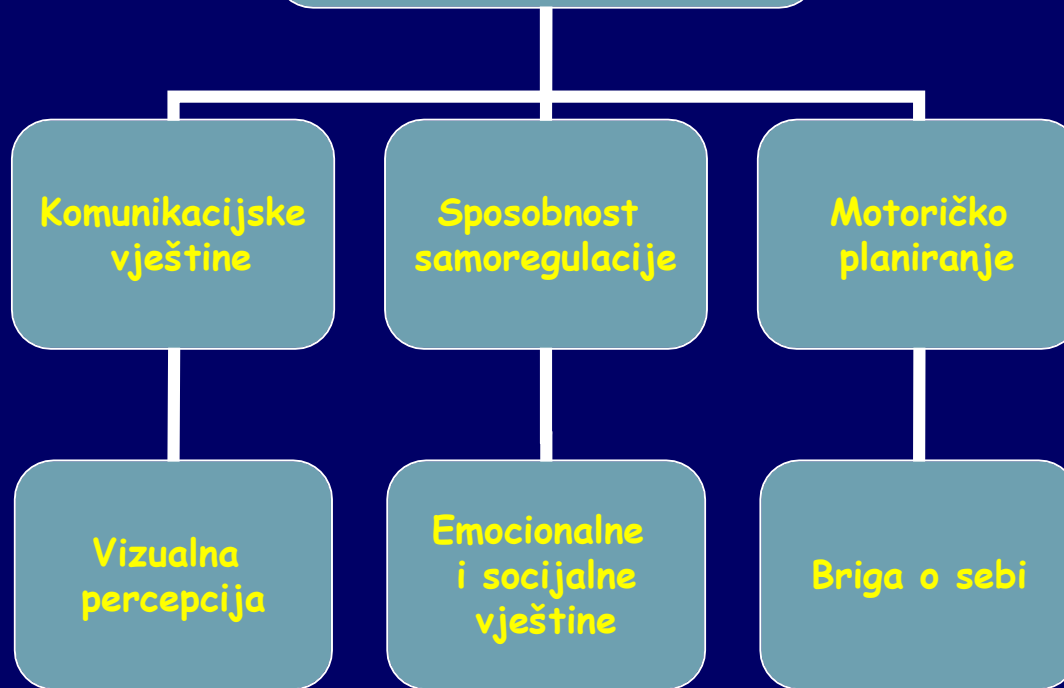 Komunikacijske
vještine
Sposobnost
samoregulacije
Motoričko
planiranje
Vizualna
percepcija
Emocionalne
i socijalne
vještine
Briga o sebi